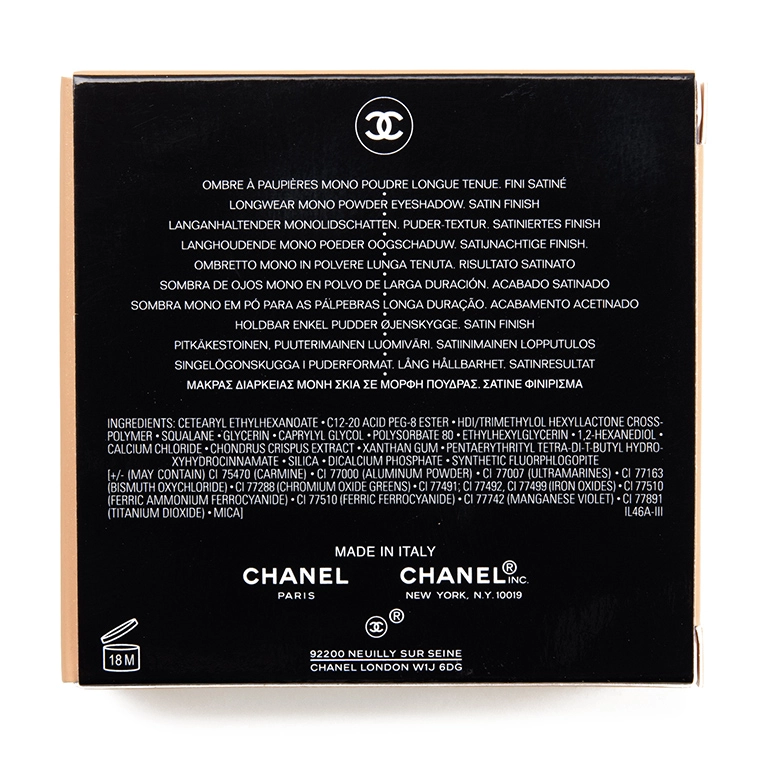 OMBRE À PAUPIÈRES MONO POUDRE LONGUE TENUE. FINI SATINÉ
LONGWEAR MONO POWDER EYESHADOW. SATIN FINISH
LANGANHALTENDER MONOLIDSCHATTEN. PUDER-TEXTUR. SATINIERTES FINISH
LANGHOUDENDE MONO POEDER OOGSCHADUW. SATIJNACHTIGE FINISH.
OMBRETTO MONO IN POLVERE LUNGA TENUTA. RISULTATO SATINATO
SOMBRA DE OJOS MONO EN POLVO DE LARGA DURACIÓN. ACABADO SATINADO
SOMBRA MONO EM PÓ PARA AS PÁLPEBRAS LONGA DURAÇÃO. ACABAMENTO ACETINADO
HOLDBAR ENKEL PUDDER ØJENSKYGGE. SATIN FINISH
PITKÄKESTOINEN, PUUTERIMAINEN LUOMIVÄRI. SATIINIMAINEN LOPPUTULOS
SINGELÖGONSKUGGA I PUDERFORMAT. LÅNG HÅLLBARHET. SATINRESULTAT
ΜΑΚΡΑΣ ΔΙΑΡΚΕΙΑΣ ΜΟΝΗ ΣΚΙΑ ΣΕ ΜΟΡΦΗ ΠΟΥΔΡΑΣ. ΣΑΤΙΝΕ ΦΙΝΙΡΙΣΜΑ
INGREDIENTS: CETEARYL ETHYLHEXANOATE • C12-20 ACID PEG-8 ESTER • HDI/TRIMETHYLOL HEXYLLACTONE CROSS-
POLYMER • SQUALANE • GLYCERIN • CAPRYLYL GLYCOL • POLYSORBATE 80 • ETHYLHEXYLGLYCERIN • 1,2-HEXANEDIOL •
CALCIUM CHLORIDE • CHONDRUS CRISPUS EXTRACT • XANTHAN GUM • PENTAERYTHRITYL TETRA-DI-T-BUTYL HYDRO-
XYHYDROCINNAMATE • SILICA • DICALCIUM PHOSPHATE • SYNTHETIC FLUORPHLOGOPITE
[+/- (MAY CONTAIN) CI 75470 (CARMINE) • CI 77000 (ALUMINUM POWDER) • CI 77007 (ULTRAMARINES) • CI 77163
(BISMUTH OXYCHLORIDE) • CI 77288 (CHROMIUM OXIDE GREENS) • CI 77491; 77492, CI 77499 (IRON OXIDES) • CI 77510
(FERRIC AMMONIUM FERROCYANIDE) • CI 77510 (FERRIC FERROCYANIDE) • CI 77742 (MANGANESE VIOLET) • CI 77891
(TITANIUM DIOXIDE) • MICA] IL46A-III
MADE IN ITALY
CHANEL CHANEL® INC.
PARIS NEW YORK, N.Y. 10019
®
18 M
92200 NEUILLY SUR SEINE
CHANEL LONDON W1J 6DG